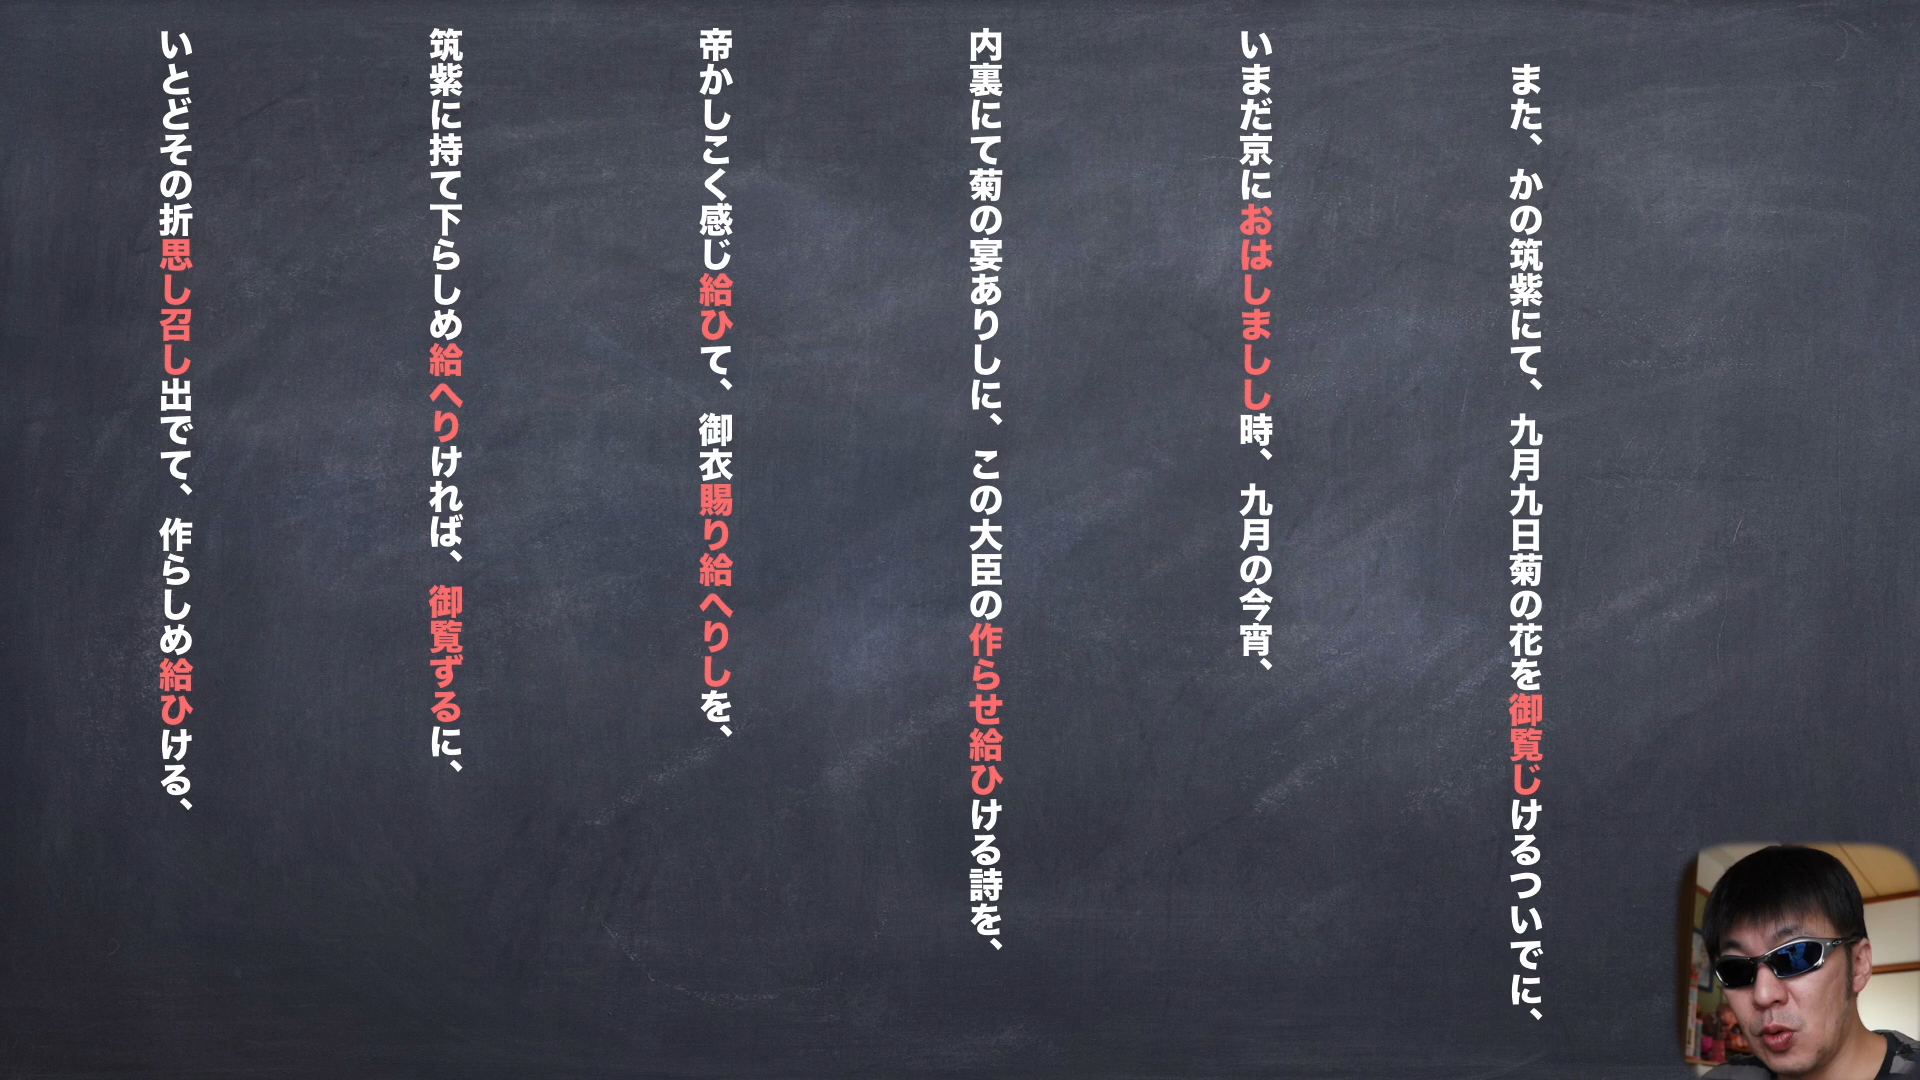 また、かの筑紫にて、九月九日菊の花を御覧じけるついでに、
いまだ京におはしましし時、九月の今宵、
内裏にて菊の宴ありしに、この大臣の作らせ給ひける詩を、
帝かしこく感じ給ひて、御衣賜り給へりしを、
筑紫に持て下らしめ給へりければ、御覧ずるに、
いとどその折思し召し出でて、作らしめ給ひける、